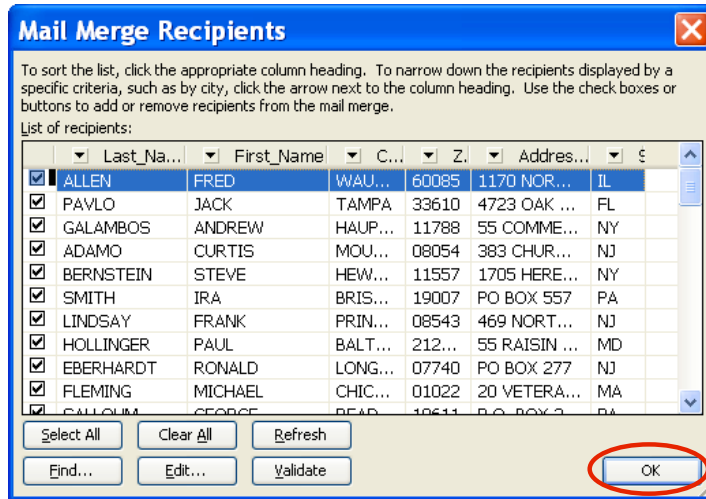 Mail Merge Recipients
To sort the list, click the appropriate column heading. To narrow down the recipients displayed by a
specific criteria, such as by city, click the arrow next to the column heading. Use the check boxes or
buttons to add or remove recipients from the mail merge.
List of recipients:
Last_Na... First_Name C... Z. Addres... S
ALLEN FRED WAU... 60085 1170 NOR... IL
PAVLO JACK TAMPA 33610 4723 OAK ... FL
GALAMBOS ANDREW HAUP... 11788 55 COMME... NY
ADAMO CURTIS MOU... 08054 383 CHUR... NJ
BERNSTEIN STEVE HEW... 11557 1705 HERE... NY
SMITH IRA BRIS... 19007 PO BOX 557 PA
LINDSAY FRANK PRIN... 08543 469 NORT... NJ
HOLLINGER PAUL BALT... 212... 55 RAISIN ... MD
EBERHARDT RONALD LONG... 07740 PO BOX 277 NJ
FLEMING MICHAEL CHIC... 01022 20 VETERA... MA
Select All Clear All Refresh
Find... Edit... Validate OK